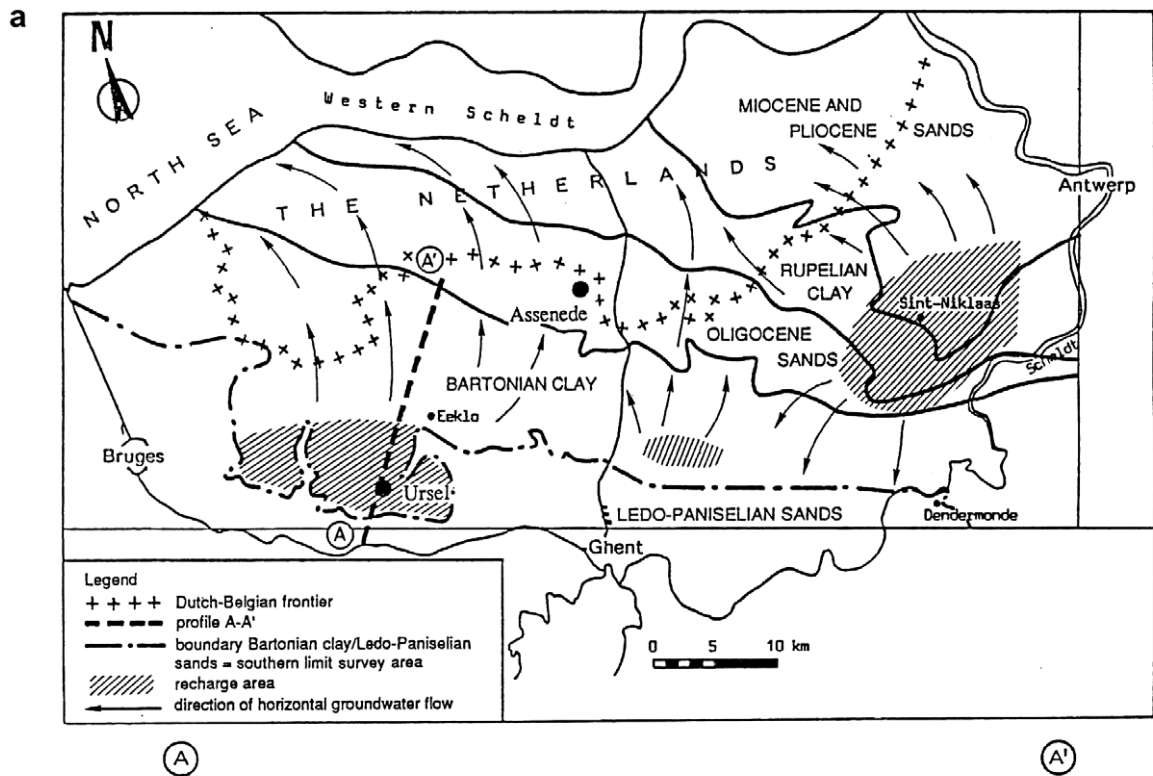 a
N
NORTH SEA
Western Scheldt
MIOCENE AND
PLIOCENE SANDS
THE NETHERLANDS
Antwerp
A'
RUPELIAN
CLAY
Sint-Niklaas
Assenede
OLIGOCENE
SANDS
Scheldt
BARTONIAN CLAY
Eeklo
Bruges
Ursel
LEDO-PANISELIAN SANDS
Dendermonde
A
Ghent
Legend
++++ Dutch-Belgian frontier
profile A-A'
boundary Bartonian clay/Ledo-Paniselian
sands = southern limit survey area
recharge area
direction of horizontal groundwater flow
0 5 10 km
A
A'